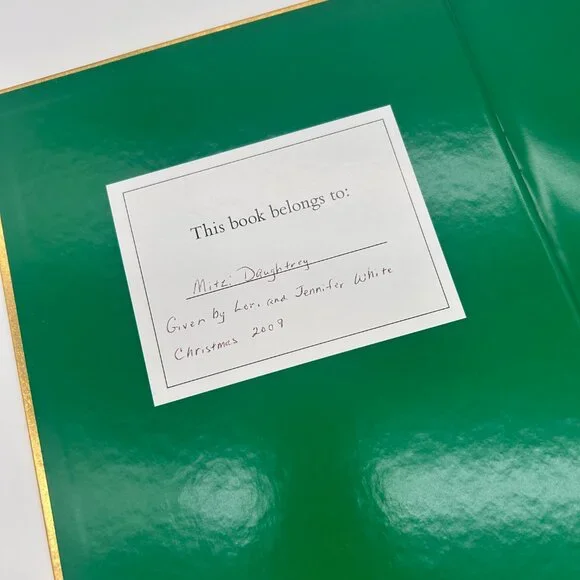 This book belongs to:
Mitzi Daughtrey
Given by Lori and Jennifer White
Christmas 2009